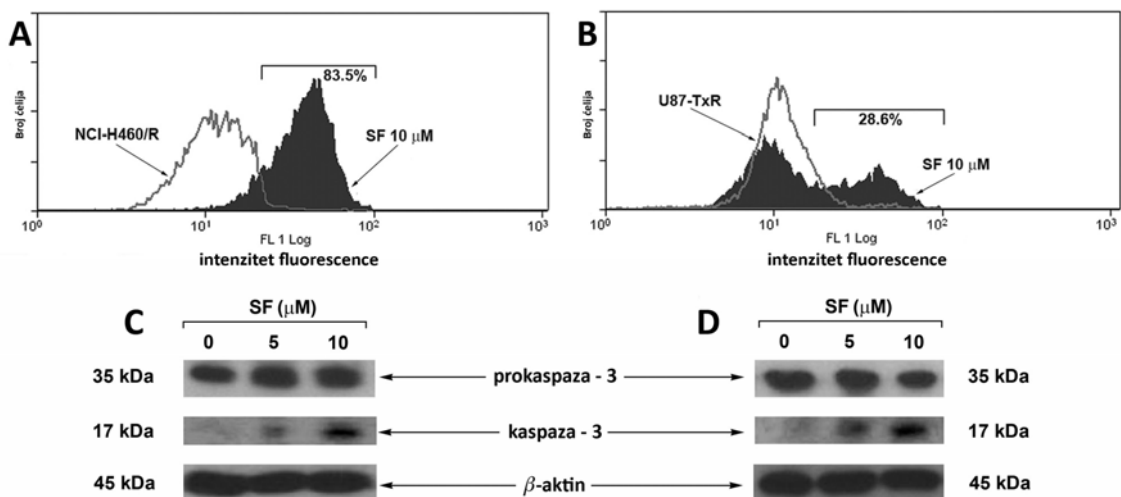 A
Broj ćelija
83.5%
NCI-H460/R
SF 10 μM
10⁰ 10¹ 10² 10³
FL 1 Log
intenzitet fluorescence
B
Broj ćelija
U87-TxR
28.6%
SF 10 μM
10⁰ 10¹ 10² 10³
FL 1 Log
intenzitet fluorescence
C
SF (μM)
0 5 10
D
SF (μM)
0 5 10
35 kDa prokaspaza - 3 35 kDa
17 kDa kaspaza - 3 17 kDa
45 kDa β-aktin 45 kDa